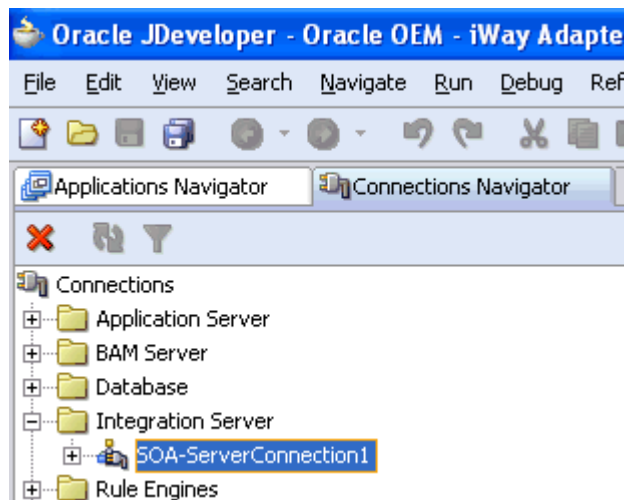 Oracle JDeveloper - Oracle OEM - iWay Adapte
File Edit View Search Navigate Run Debug Ref
Applications Navigator Connections Navigator
Connections
Application Server
BAM Server
Database
Integration Server
SOA-ServerConnection1
Rule Engines